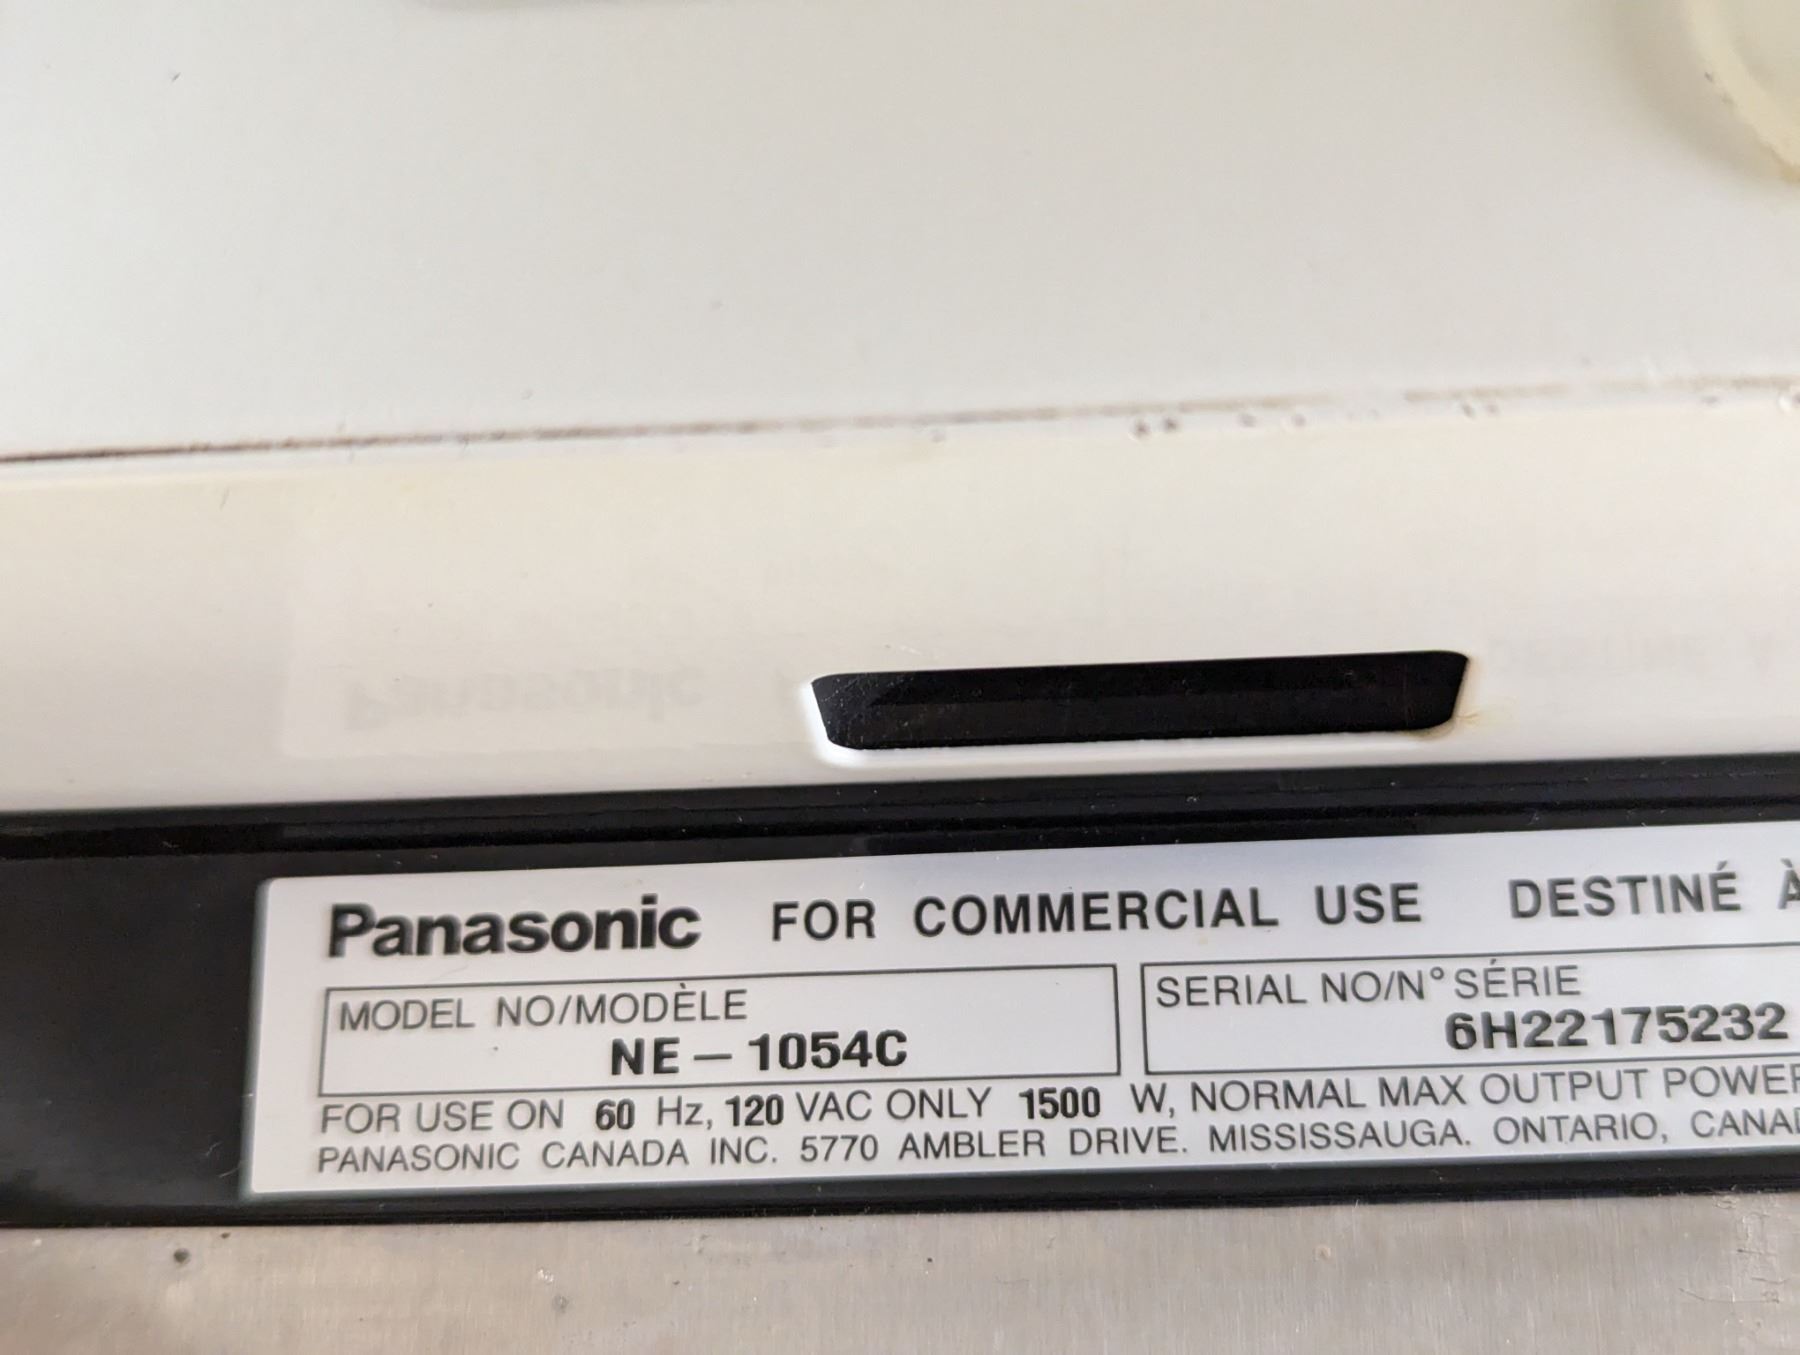 Panasonic FOR COMMERCIAL USE DESTINÉ À
MODEL NO/MODÈLE
NE – 1054C
SERIAL NO/N° SÉRIE
6H22175232
FOR USE ON 60 Hz, 120 VAC ONLY 1500 W, NORMAL MAX OUTPUT POWER
PANASONIC CANADA INC. 5770 AMBLER DRIVE. MISSISSAUGA. ONTARIO,